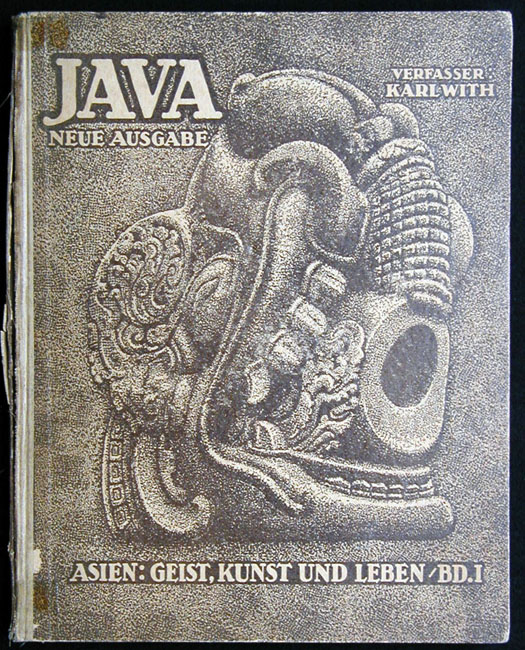 JAVA
NEUE AUSGABE
VERFASSER:
KARL WITH
ASIEN: GEIST, KUNST UND LEBEN / BD. I